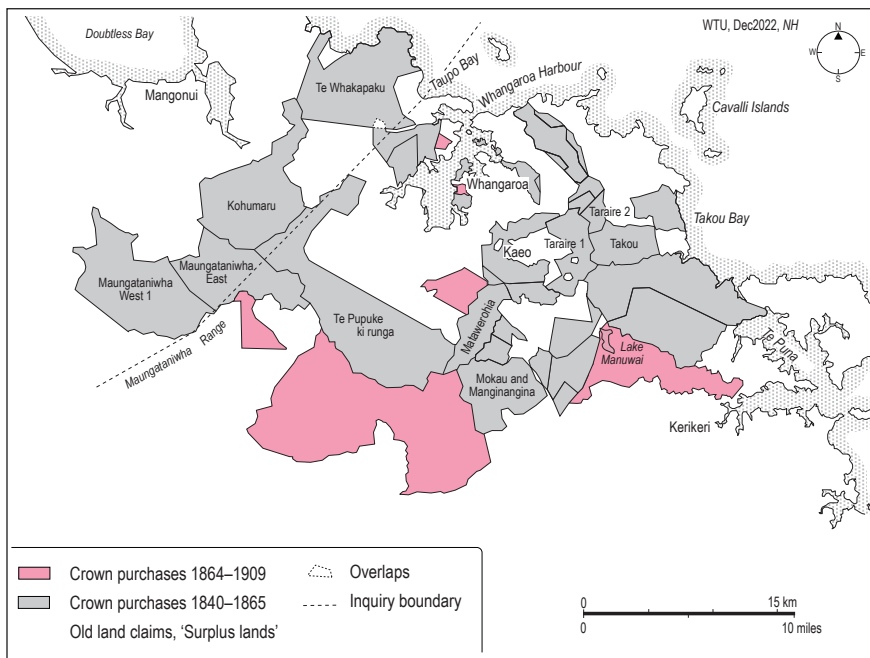 Doubtless Bay
WTU, Dec2022, NH
N
W
E
S
Te Whakapaku
Taupo Bay
Whangaroa Harbour
Mangonui
Cavalli Islands
Whangaroa
Kohumaru
Taraire 2
Takou Bay
Kaeo
Taraire 1
Takou
Maungataniwha
East
Maungataniwha
West 1
Te Pupuke
ki runga
Matawerohia
Te Puna
Lake
Manuwai
Maungataniwha Range
Mokau and
Manginangina
Kerikeri
Crown purchases 1864–1909
Overlaps
Crown purchases 1840–1865
Inquiry boundary
Old land claims, ‘Surplus lands’
0
15 km
0
10 miles